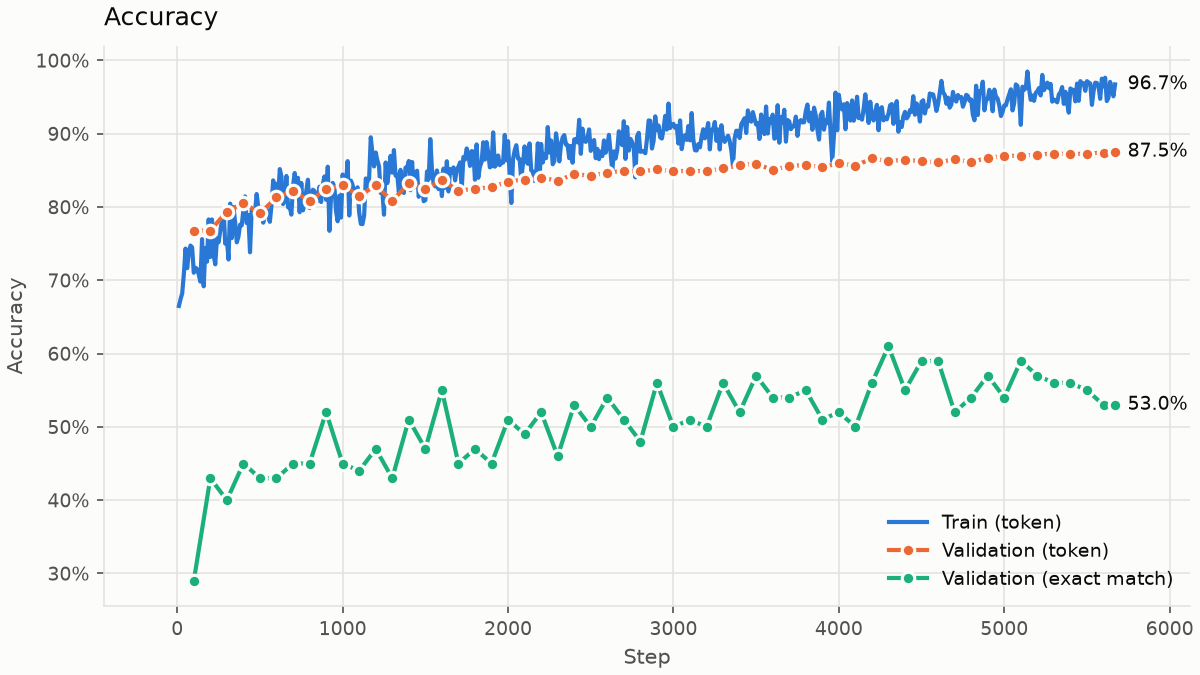 Accuracy
100%
90%
80%
70%
60%
50%
40%
30%
Accuracy
96.7%
87.5%
53.0%
Train (token)
Validation (token)
Validation (exact match)
0 1000 2000 3000 4000 5000 6000
Step